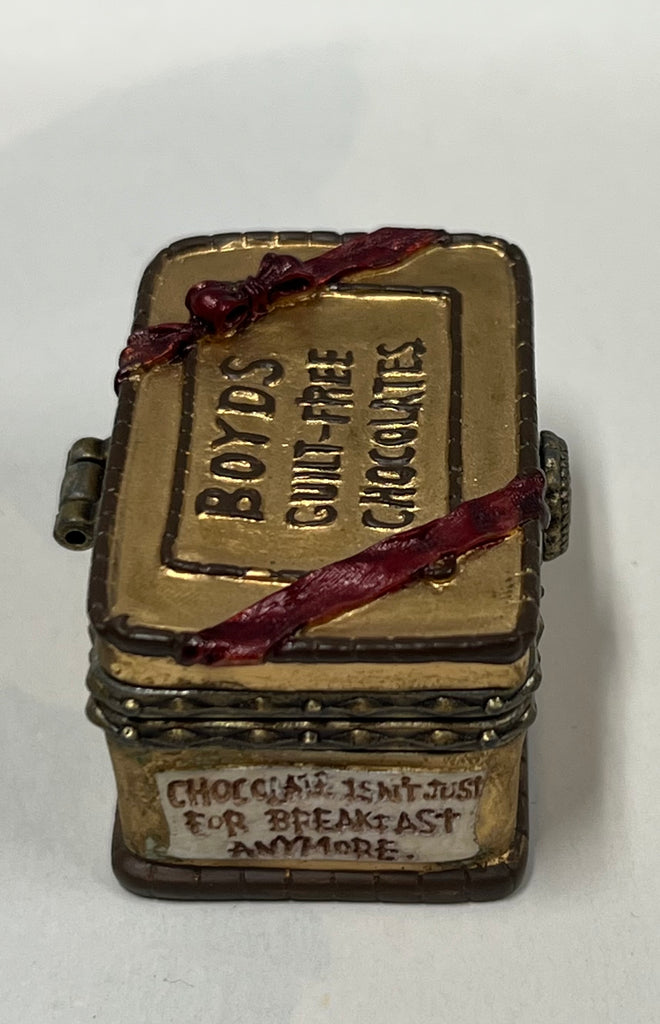 BOYDS
GUILT-FREE
CHOCOLATES
CHOCOLATE ISN'T JUST
FOR BREAKFAST
ANYMORE.